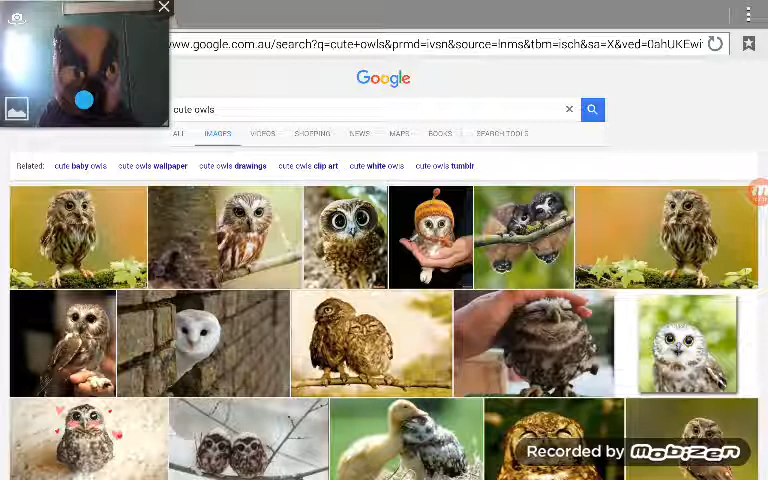 www.google.com.au/search?q=cute+owls&prmd=ivsn&source=lnms&tbm=isch&sa=X&ved=0ahUKEwi
Google
cute owls
ALL IMAGES VIDEOS SHOPPING NEWS MAPS BOOKS SEARCH TOOLS
Related: cute baby owls cute owls wallpaper cute owls drawings cute owls clip art cute white owls cute owls tumblr
Recorded by Mobizen